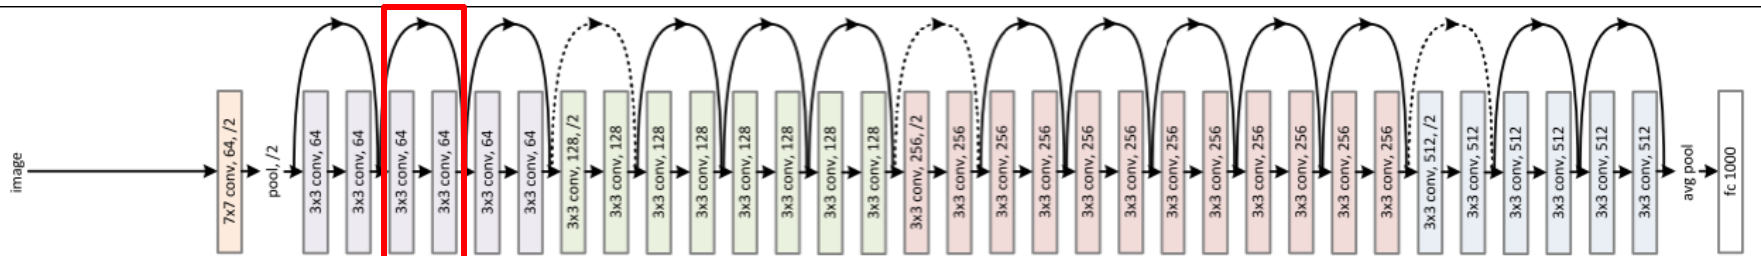 image
7x7 conv, 64, /2
pool, /2
3x3 conv, 64
3x3 conv, 64
3x3 conv, 64
3x3 conv, 64
3x3 conv, 64
3x3 conv, 64
3x3 conv, 128, /2
3x3 conv, 128
3x3 conv, 128
3x3 conv, 128
3x3 conv, 128
3x3 conv, 128
3x3 conv, 128
3x3 conv, 128
3x3 conv, 256, /2
3x3 conv, 256
3x3 conv, 256
3x3 conv, 256
3x3 conv, 256
3x3 conv, 256
3x3 conv, 256
3x3 conv, 256
3x3 conv, 256
3x3 conv, 256
3x3 conv, 256
3x3 conv, 256
3x3 conv, 512, /2
3x3 conv, 512
3x3 conv, 512
3x3 conv, 512
3x3 conv, 512
3x3 conv, 512
avg pool
fc 1000